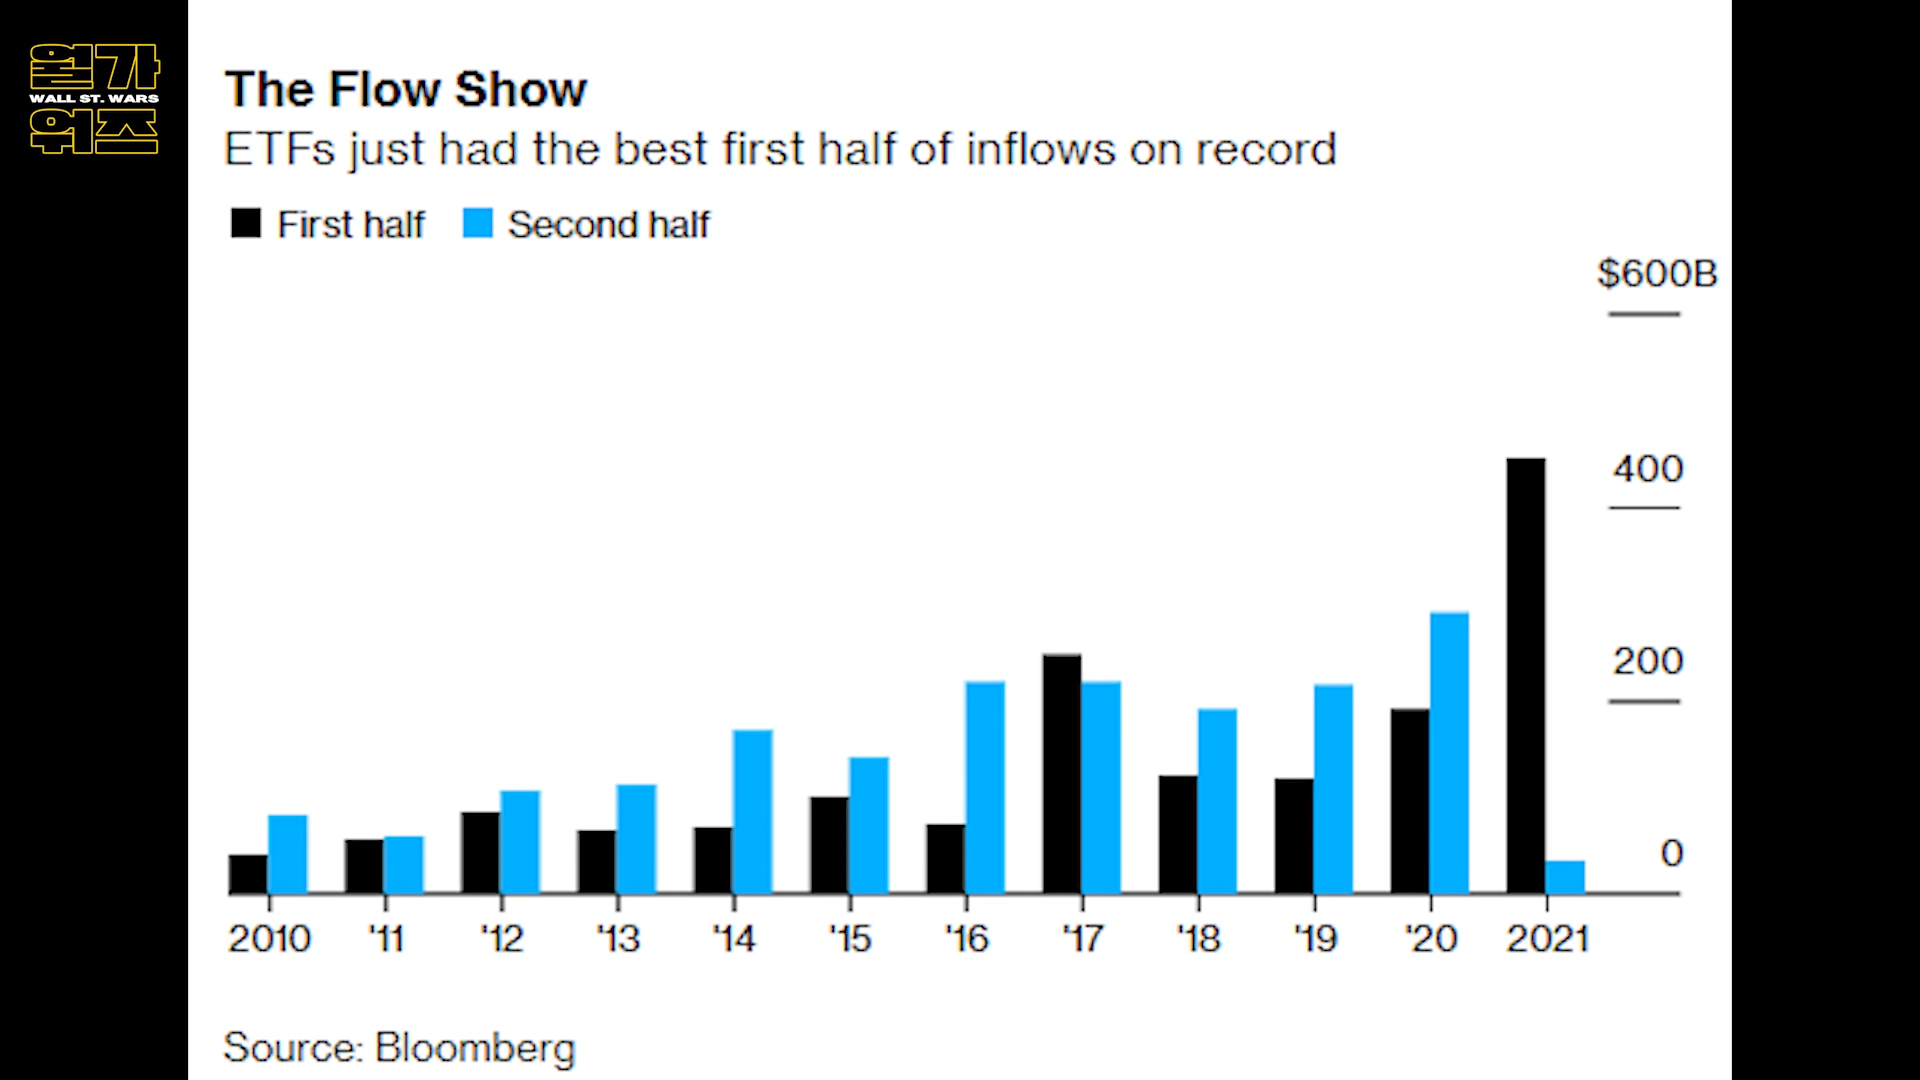 월가
WALL ST. WARS
워즈
The Flow Show
ETFs just had the best first half of inflows on record
First half
Second half
$600B
400
200
0
2010 '11 '12 '13 '14 '15 '16 '17 '18 '19 '20 2021
Source: Bloomberg